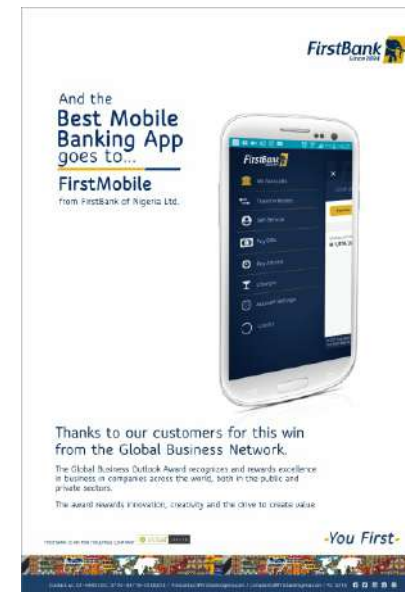 FirstBank
Since 1894
And the
Best Mobile
Banking App
goes to...
FirstMobile
from FirstBank of Nigeria Ltd.
FirstBank
Thanks to our customers for this win
from the Global Business Network.
The Global Business Outlook Award recognizes and rewards excellence
in business in companies across the world, both in the public and
private sectors.
The award rewards innovation, creativity and the drive to create value
-You First-